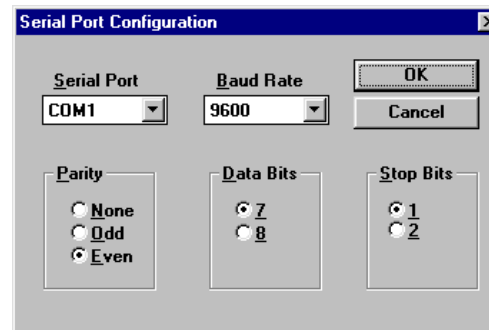 Serial Port Configuration
Serial Port
Baud Rate
OK
COM1
9600
Cancel
Parity
Data Bits
Stop Bits
None
7
1
Odd
8
2
Even